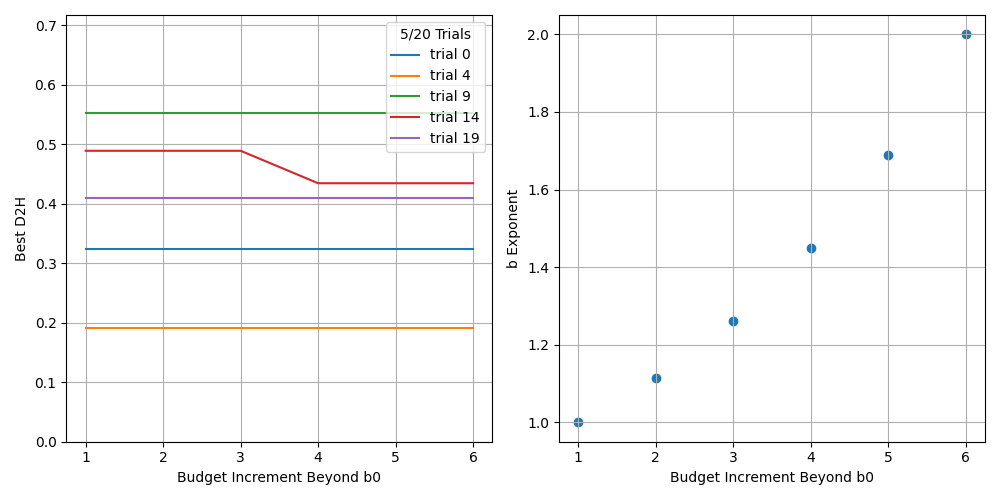 0.7
0.6
0.5
0.4
0.3
0.2
0.1
0.0
Best D2H
1 2 3 4 5 6
Budget Increment Beyond b0
5/20 Trials
trial 0
trial 4
trial 9
trial 14
trial 19
2.0
1.8
1.6
1.4
1.2
1.0
b Exponent
1 2 3 4 5 6
Budget Increment Beyond b0